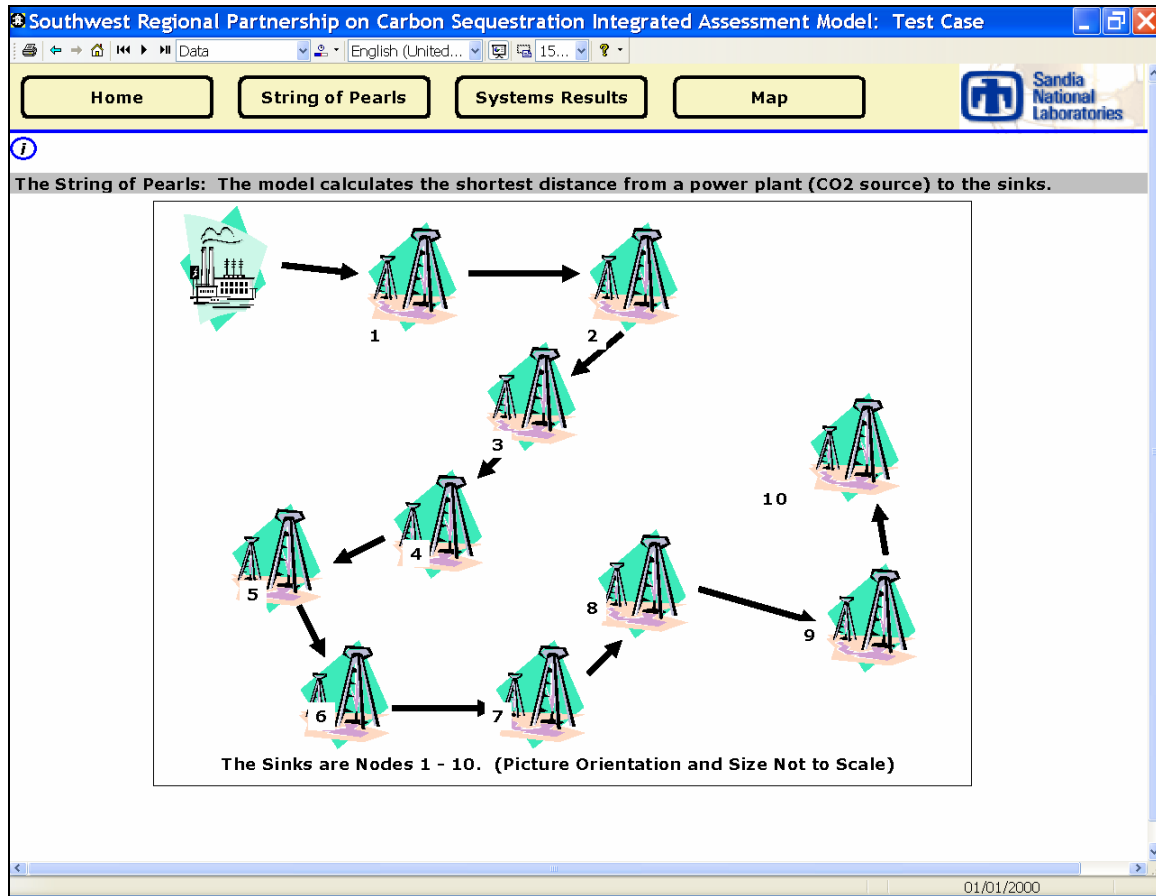 Southwest Regional Partnership on Carbon Sequestration Integrated Assessment Model: Test Case
Data
English (United...
15...
Home
String of Pearls
Systems Results
Map
Sandia
National
Laboratories
i
The String of Pearls: The model calculates the shortest distance from a power plant (CO2 source) to the sinks.
1
2
3
10
4
5
8
9
6
7
The Sinks are Nodes 1 - 10. (Picture Orientation and Size Not to Scale)
01/01/2000